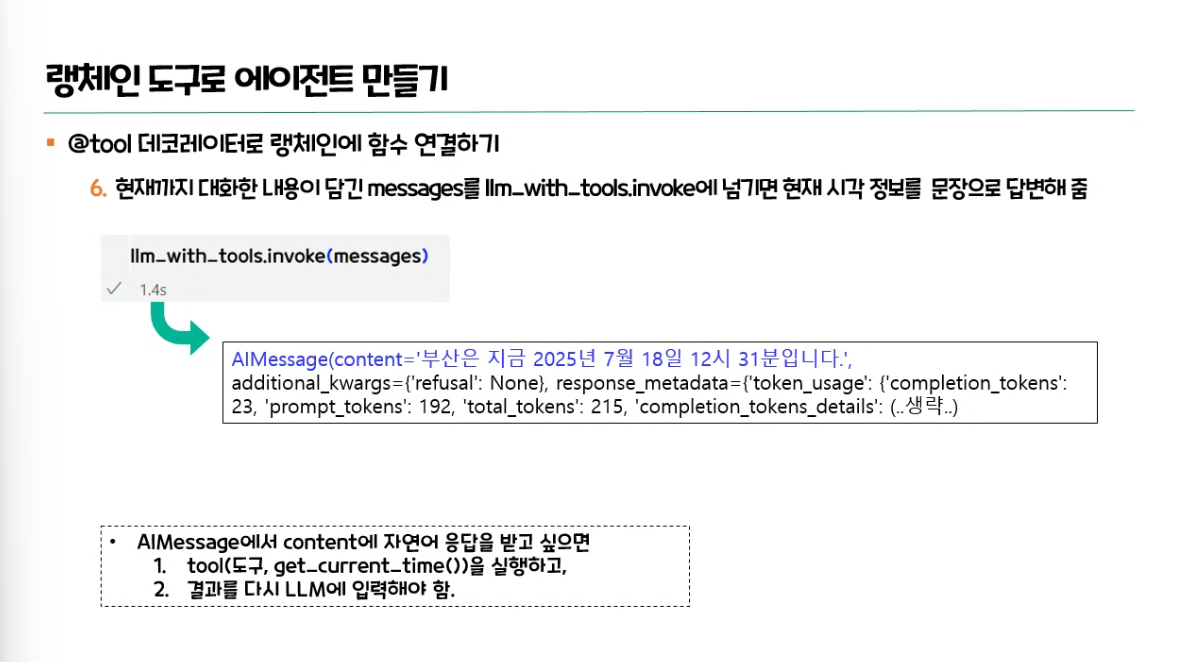 랭체인 도구로 에이전트 만들기
▪ @tool 데코레이터로 랭체인에 함수 연결하기
6. 현재까지 대화한 내용이 담긴 messages를 llm_with_tools.invoke에 넘기면 현재 시각 정보를 문장으로 답변해 줌
llm_with_tools.invoke(messages)
✓ 1.4s
AIMessage(content='부산은 지금 2025년 7월 18일 12시 31분입니다.',
additional_kwargs={'refusal': None}, response_metadata={'token_usage': {'completion_tokens':
23, 'prompt_tokens': 192, 'total_tokens': 215, 'completion_tokens_details': (..생략..)
• AIMessage에서 content에 자연어 응답을 받고 싶으면
1. tool(도구, get_current_time())을 실행하고,
2. 결과를 다시 LLM에 입력해야 함.